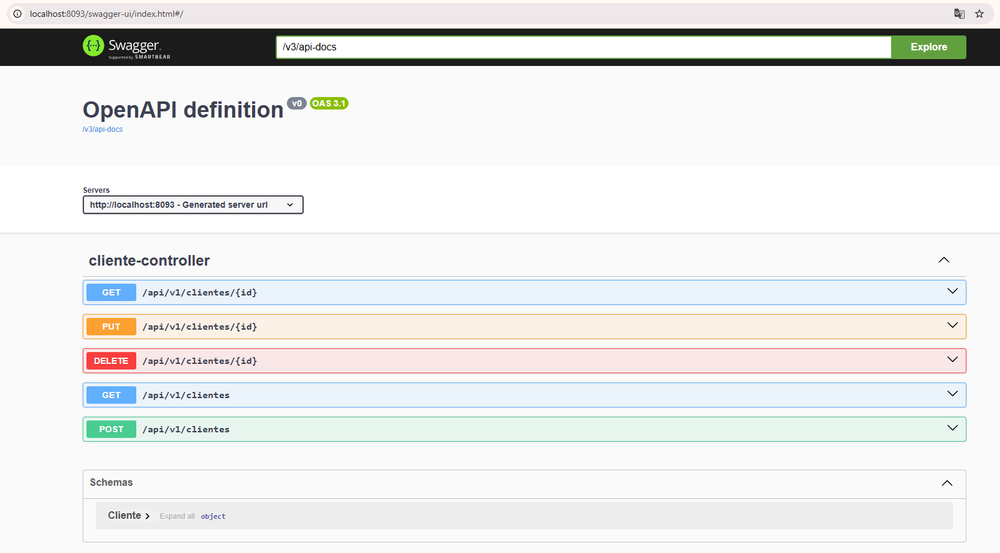 localhost:8093/swagger-ui/index.html#/
Swagger
Supported by SMARTBEAR
/v3/api-docs
Explore
OpenAPI definition v0 OAS 3.1
/v3/api-docs
Servers
http://localhost:8093 - Generated server url
cliente-controller
GET /api/v1/clientes/{id}
PUT /api/v1/clientes/{id}
DELETE /api/v1/clientes/{id}
GET /api/v1/clientes
POST /api/v1/clientes
Schemas
Cliente Expand all object